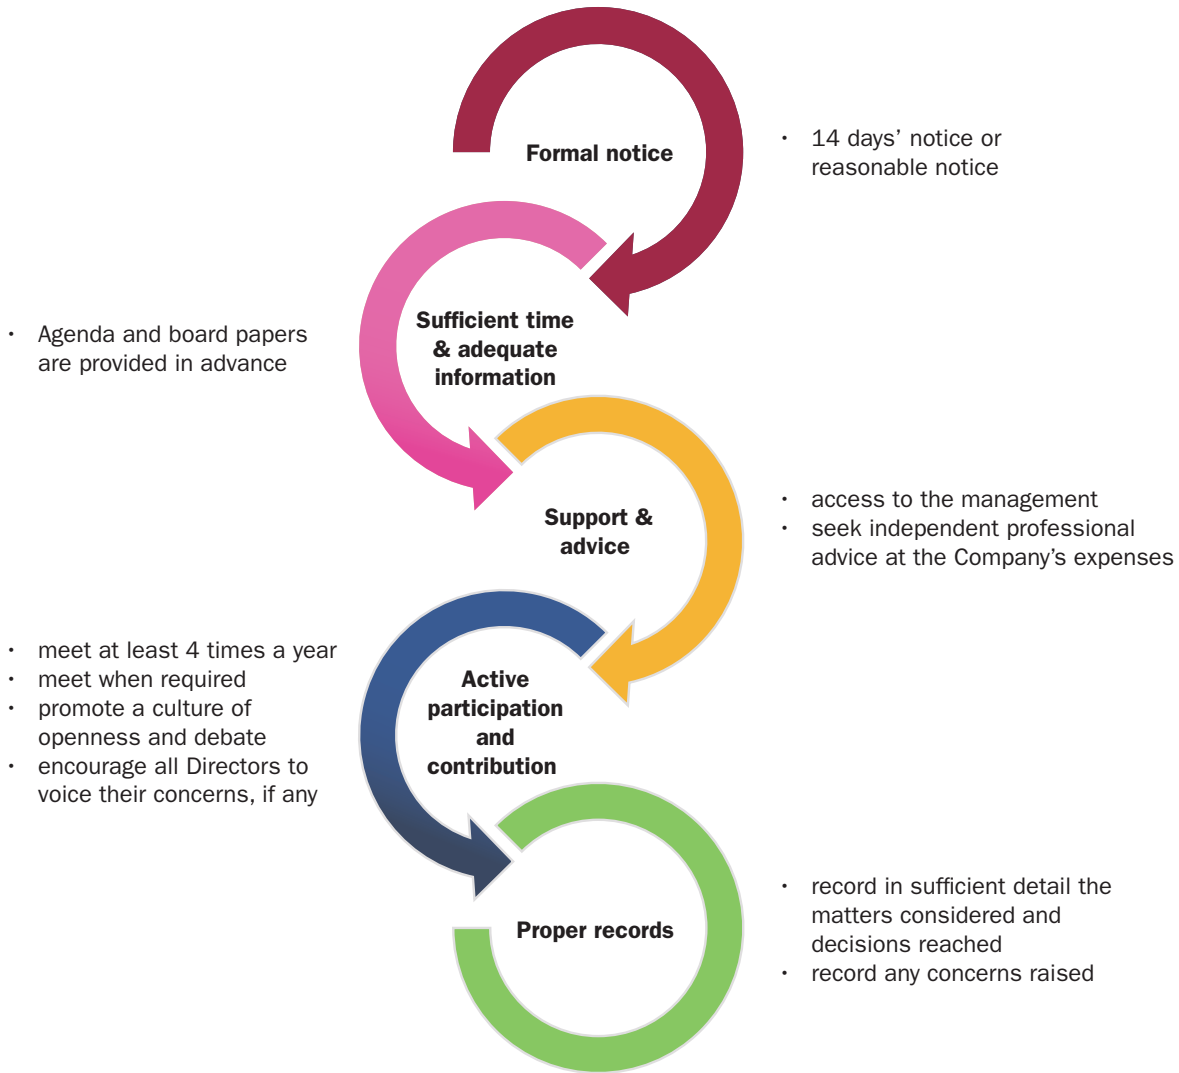 Formal notice
• 14 days’ notice or
reasonable notice
Sufficient time
& adequate
information
• Agenda and board papers
are provided in advance
Support &
advice
• access to the management
• seek independent professional
advice at the Company’s expenses
Active
participation
and
contribution
• meet at least 4 times a year
• meet when required
• promote a culture of
openness and debate
• encourage all Directors to
voice their concerns, if any
Proper records
• record in sufficient detail the
matters considered and
decisions reached
• record any concerns raised